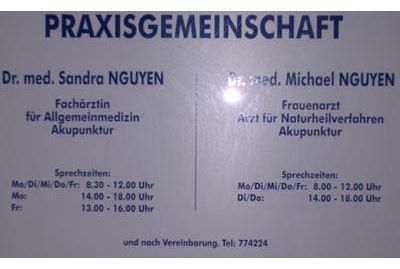 PRAXISGEMEINSCHAFT
Dr. med. Sandra NGUYEN
Fachärztin
für Allgemeinmedizin
Akupunktur
Sprechzeiten:
Mo/Di/Mi/Do/Fr: 8.30 - 12.00 Uhr
Mo: 14.00 - 18.00 Uhr
Fr: 13.00 - 16.00 Uhr
Dr. med. Michael NGUYEN
Frauenarzt
Arzt für Naturheilverfahren
Akupunktur
Sprechzeiten:
Mo/Di/Mi/Do/Fr: 8.00 - 12.00 Uhr
Di/Do: 14.00 - 18.00 Uhr
und nach Vereinbarung. Tel: 774224